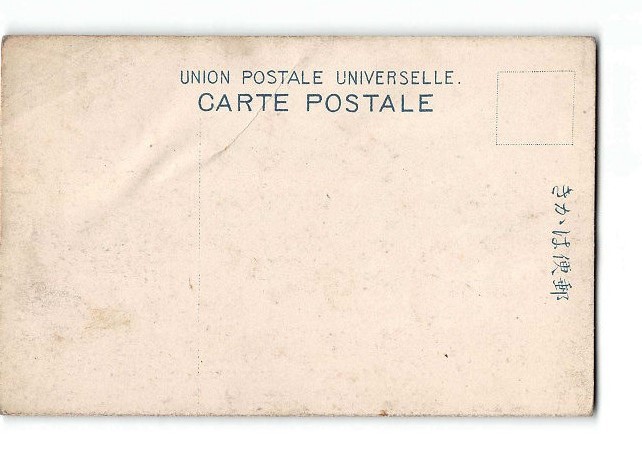 UNION POSTALE UNIVERSELLE.
CARTE POSTALE
郵便はかき